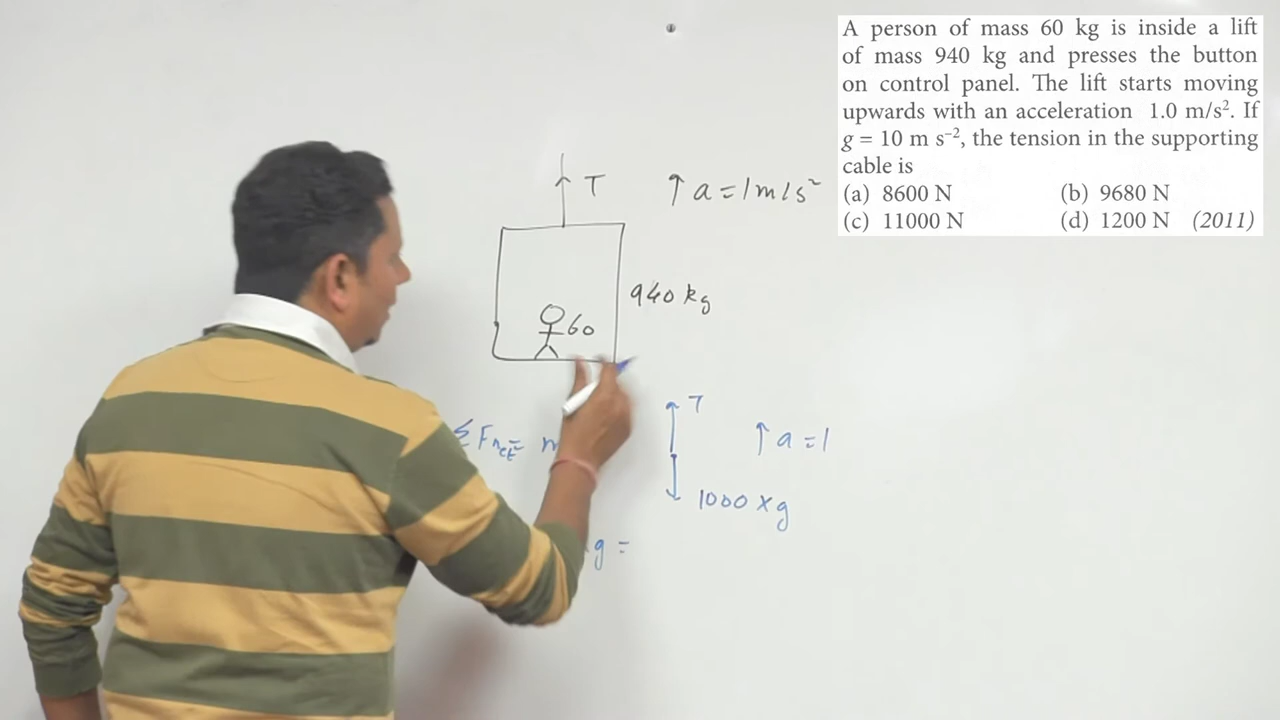 A person of mass 60 kg is inside a lift
of mass 940 kg and presses the button
on control panel. The lift starts moving
upwards with an acceleration 1.0 m/s². If
g = 10 m s⁻², the tension in the supporting
cable is
(a) 8600 N (b) 9680 N
(c) 11000 N (d) 1200 N (2011)
T
↑ a = 1 m/s²
940 kg
60
T
ΣFnet =
↑ a = 1
1000 × g
g =